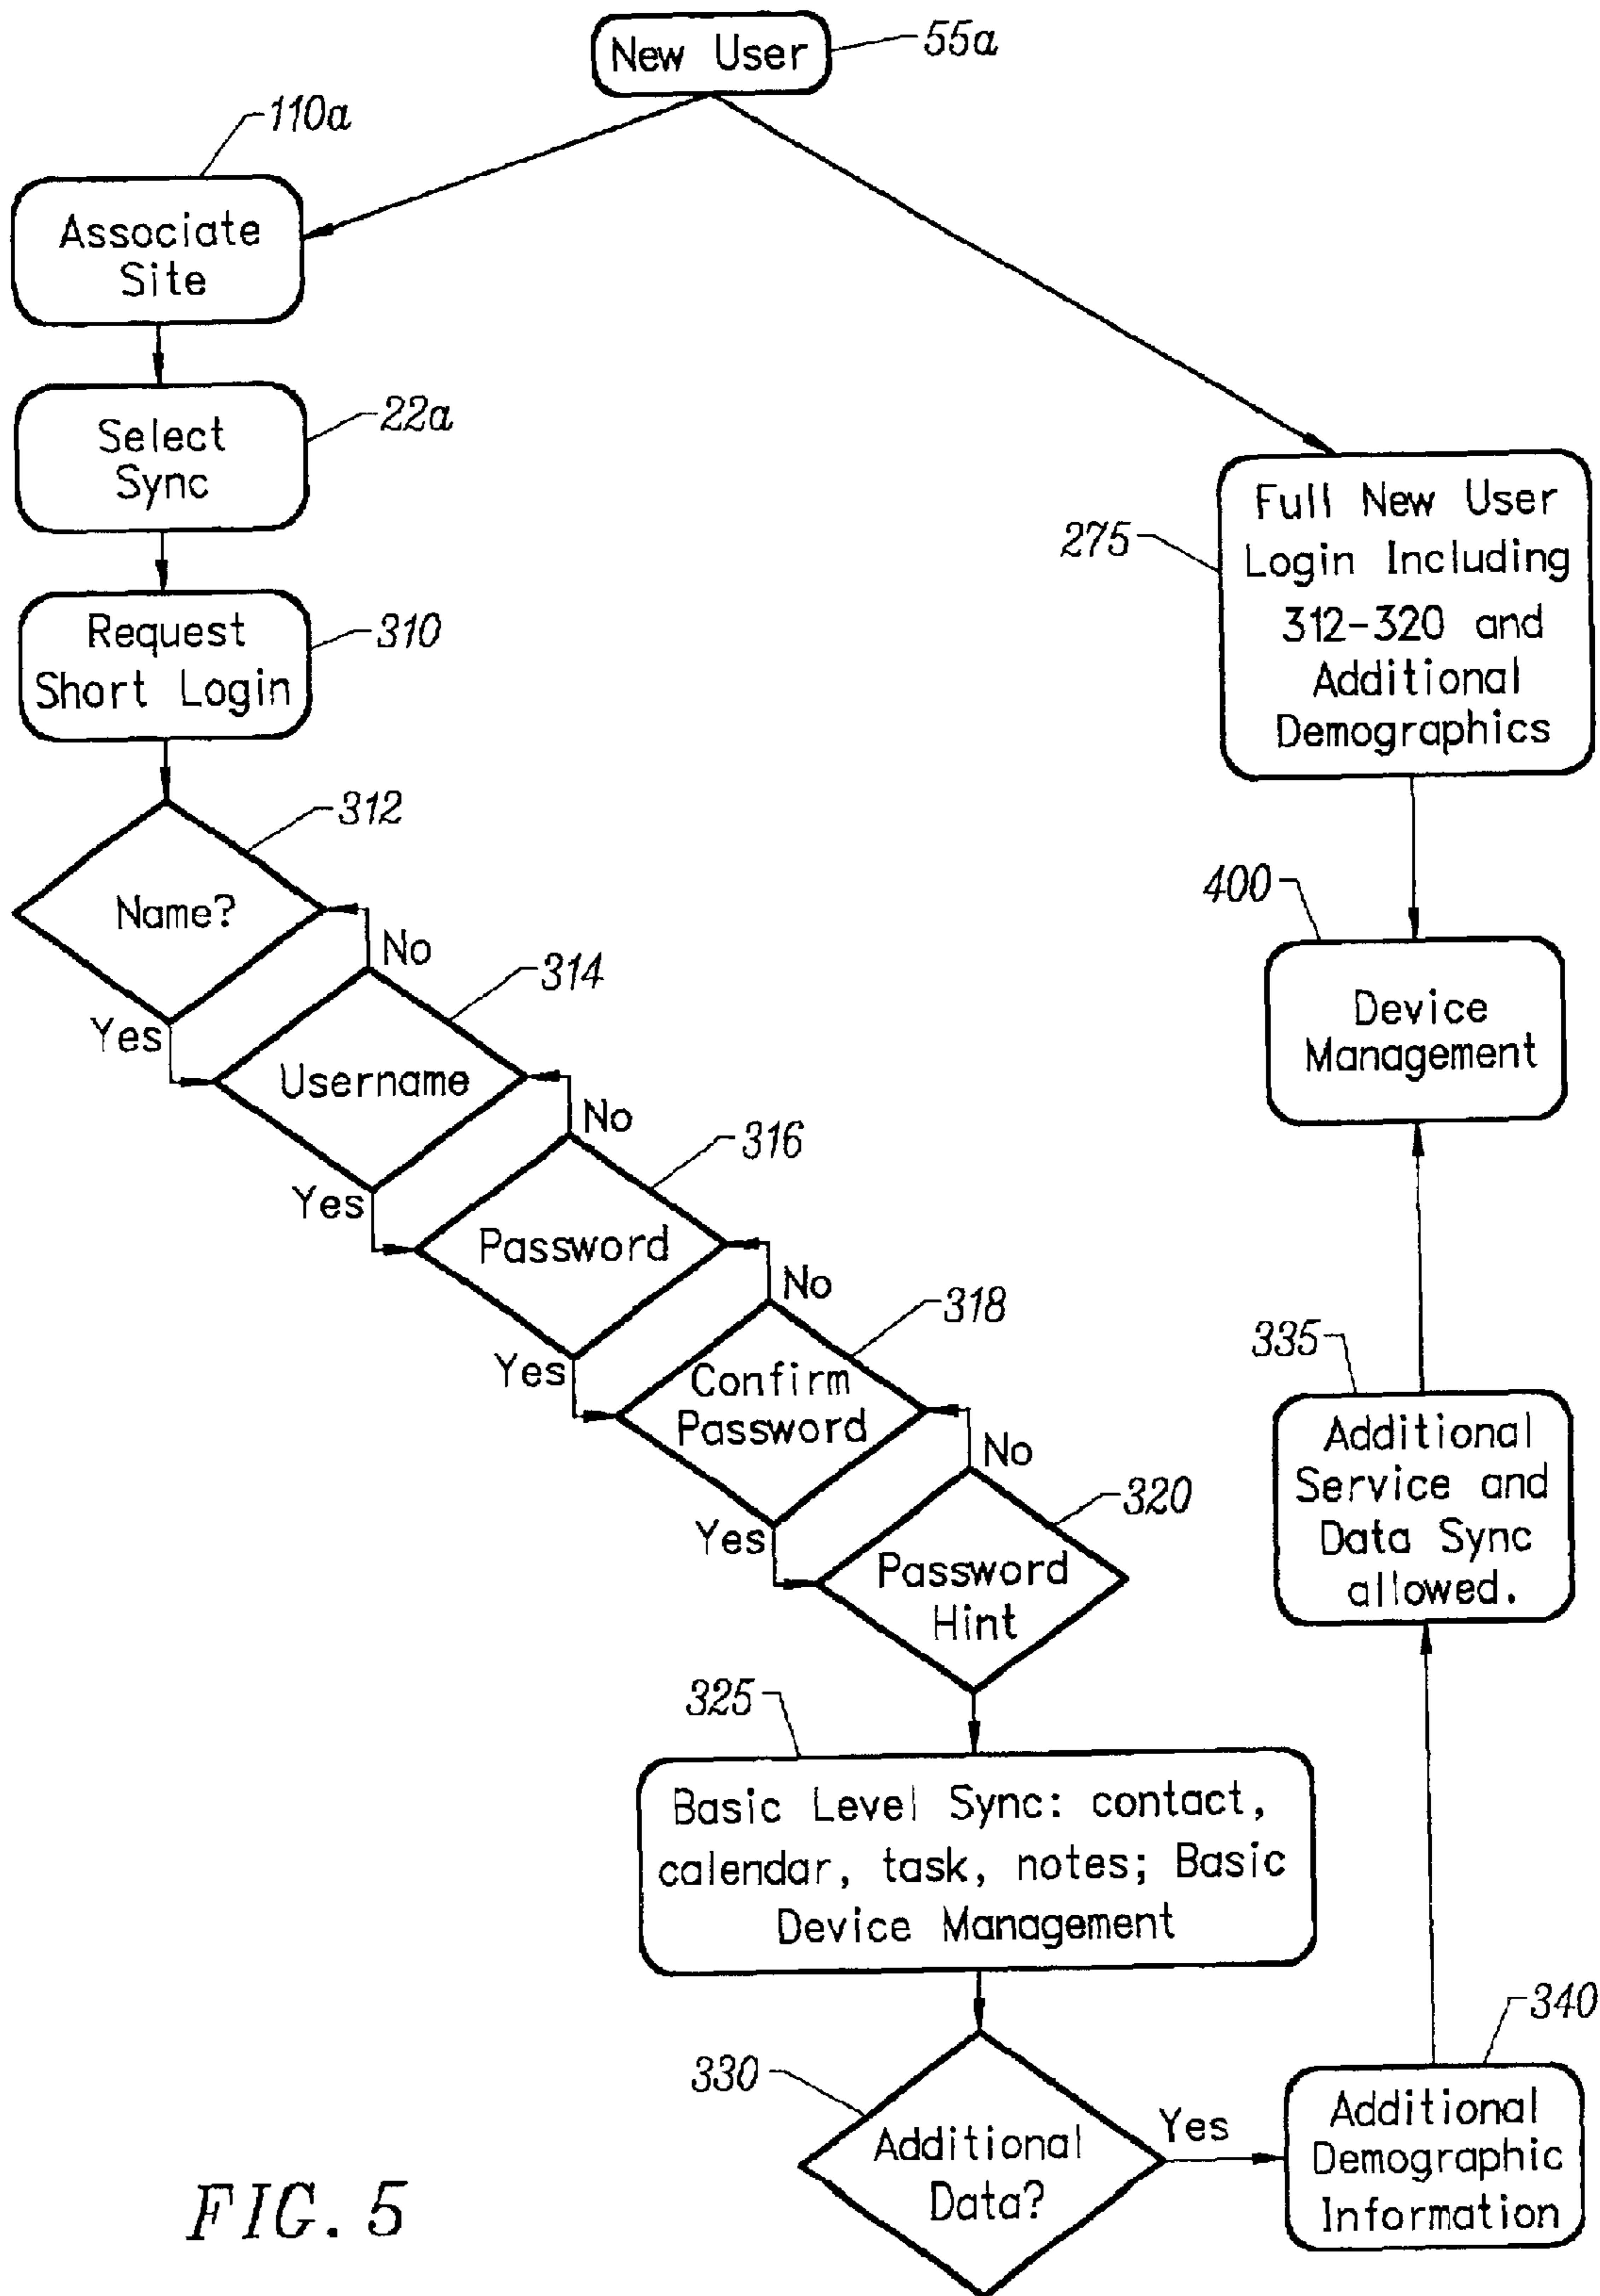 New User
55a
110a
Associate
Site
Select
Sync
22a
Request
Short Login
310
Full New User
Login Including
312-320 and
Additional
Demographics
275
Name?
312
Yes
No
Username
314
Yes
No
Password
316
Yes
No
Confirm
Password
318
Yes
No
Password
Hint
320
400
Device
Management
335
Additional
Service and
Data Sync
allowed.
325
Basic Level Sync: contact,
calendar, task, notes; Basic
Device Management
330
Additional
Data?
Yes
340
Additional
Demographic
Information
FIG. 5